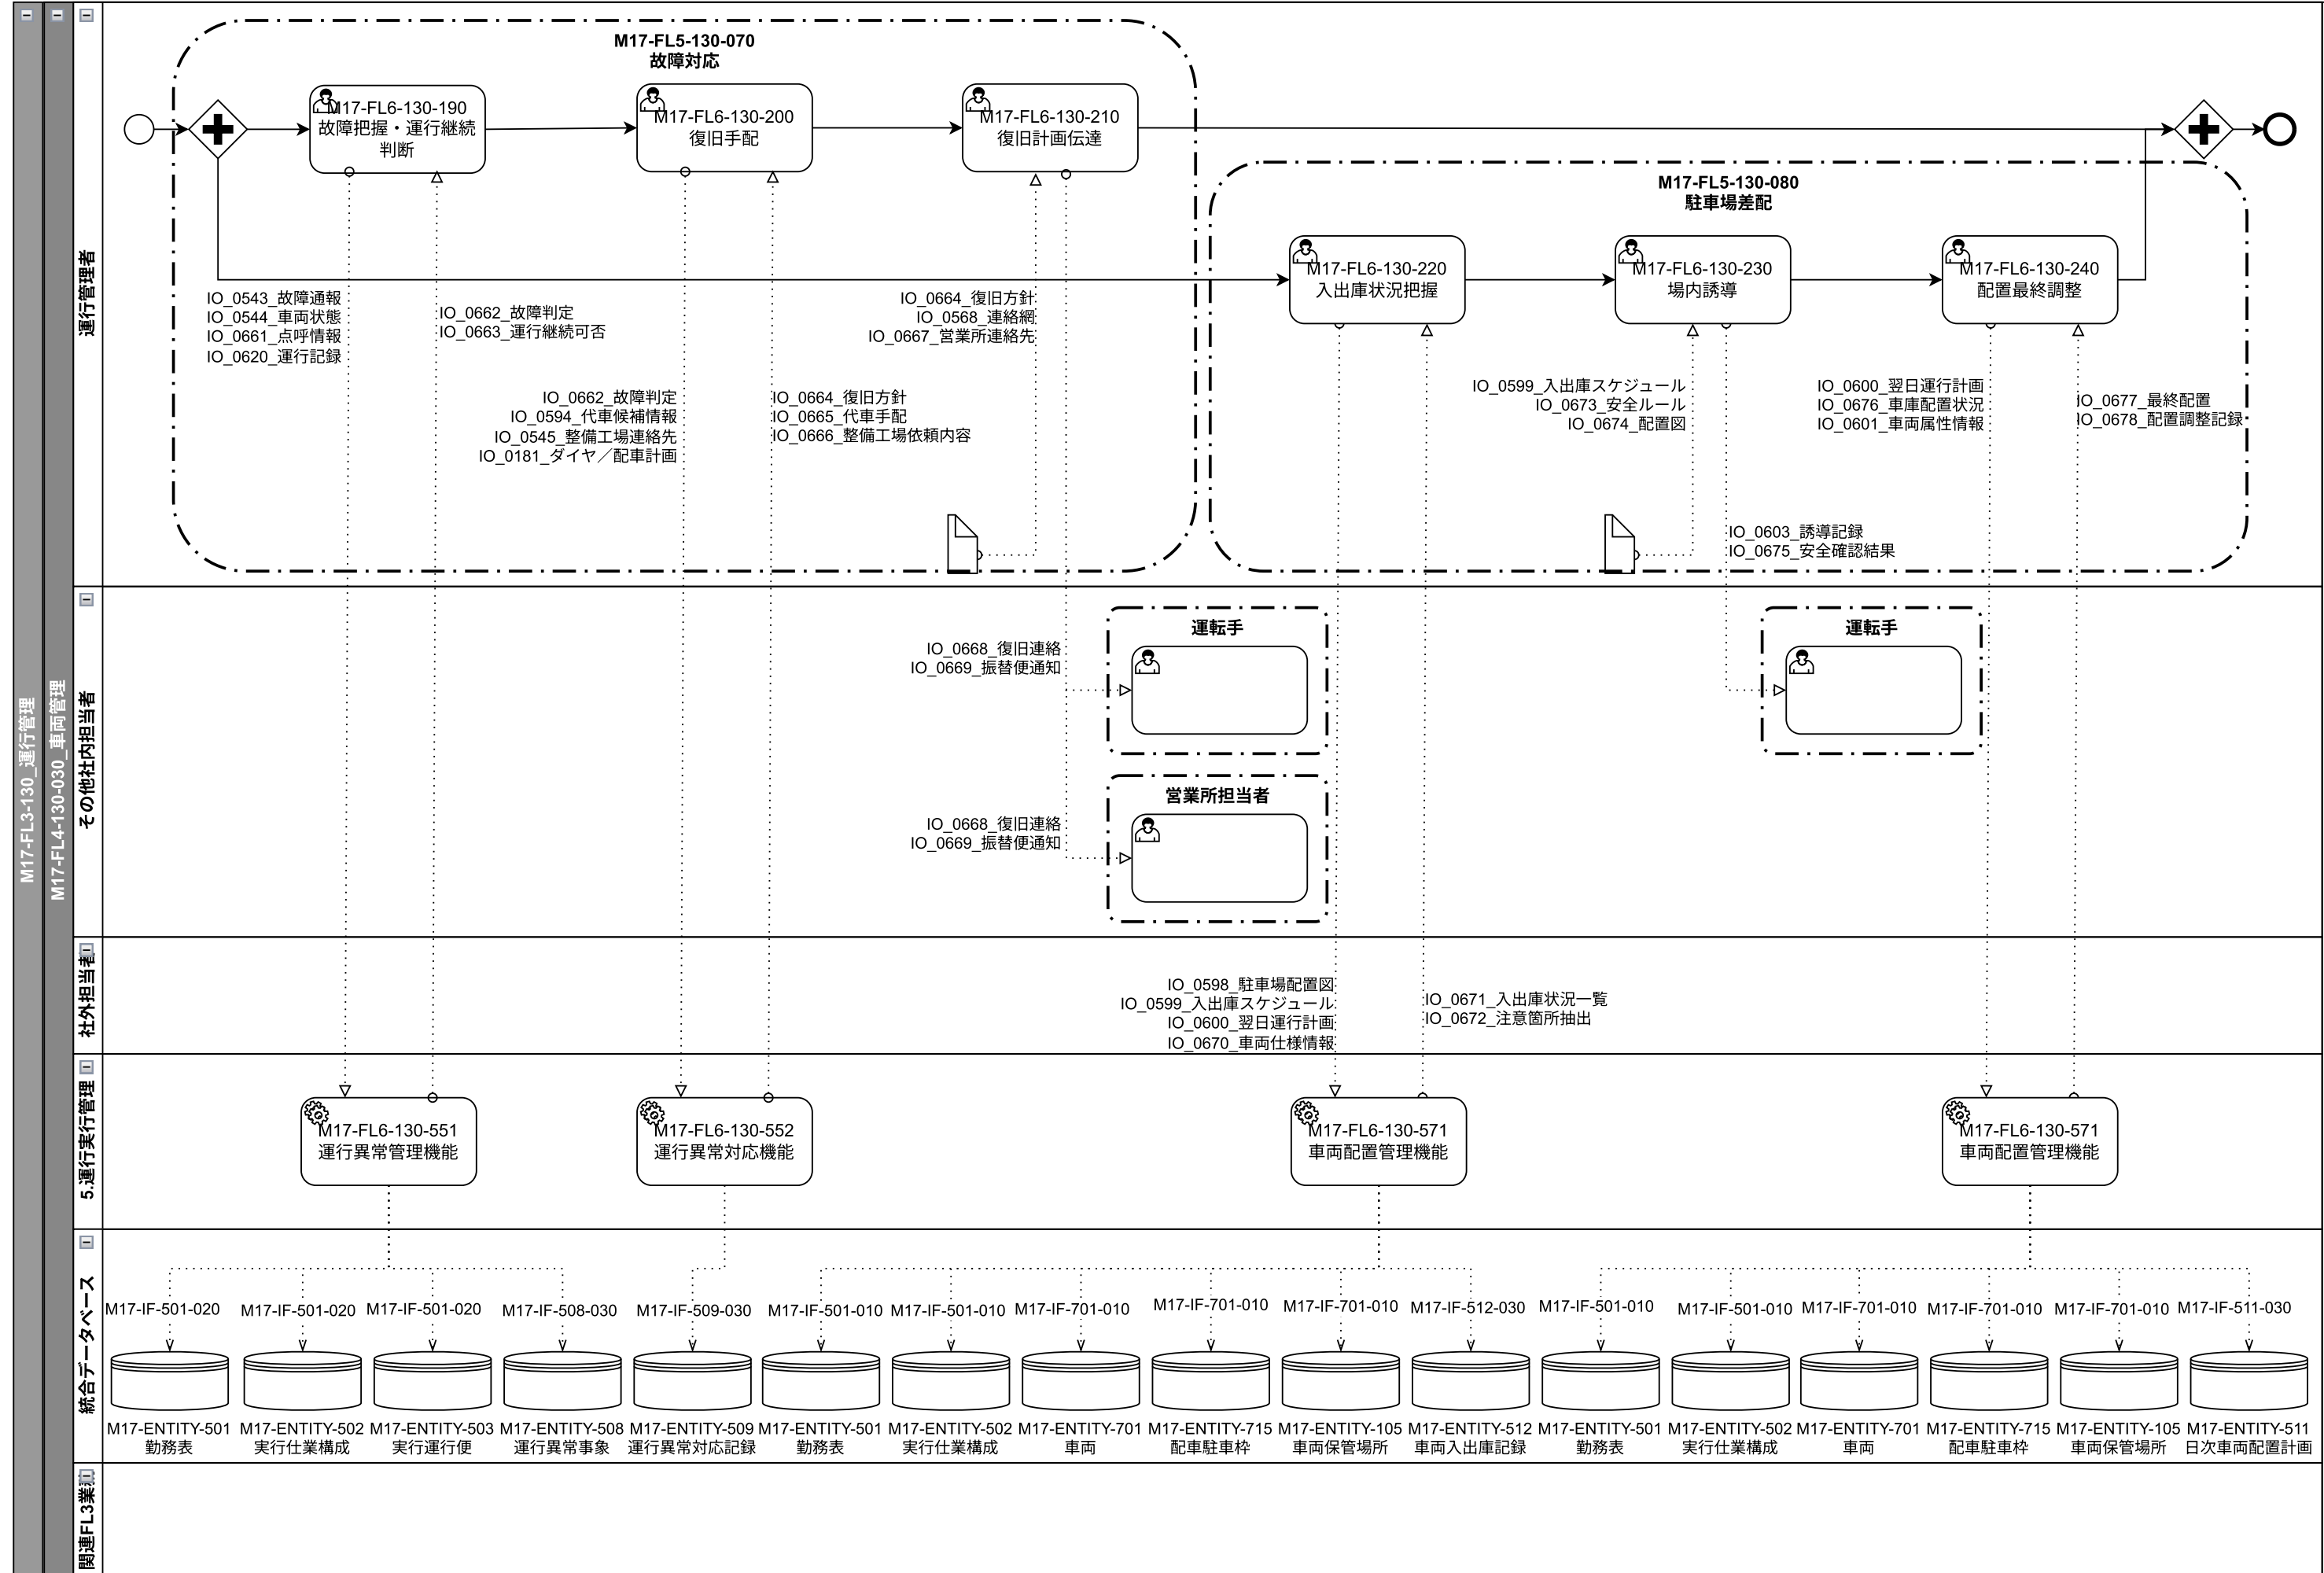 M17-FL3-130_運行管理
M17-FL4-130-030_車両管理
運行管理者
M17-FL5-130-070
故障対応
M17-FL6-130-190
故障把握・運行継続
判断
M17-FL6-130-200
復旧手配
M17-FL6-130-210
復旧計画伝達
M17-FL5-130-080
駐車場差配
M17-FL6-130-220
入出庫状況把握
M17-FL6-130-230
場内誘導
M17-FL6-130-240
配置最終調整
IO_0543_故障通報
IO_0544_車両状態
IO_0661_点呼情報
IO_0620_運行記録
IO_0662_故障判定
IO_0663_運行継続可否
IO_0662_故障判定
IO_0594_代車候補情報
IO_0545_整備工場連絡先
IO_0181_ダイヤ／配車計画
IO_0664_復旧方針
IO_0665_代車手配
IO_0666_整備工場依頼内容
IO_0664_復旧方針
IO_0568_連絡網
IO_0667_営業所連絡先
IO_0599_入出庫スケジュール
IO_0673_安全ルール
IO_0674_配置図
IO_0600_翌日運行計画
IO_0676_車庫配置状況
IO_0601_車両属性情報
IO_0677_最終配置
IO_0678_配置調整記録
IO_0603_誘導記録
IO_0675_安全確認結果
その他社内担当者
IO_0668_復旧連絡
IO_0669_振替便通知
運転手
運転手
IO_0668_復旧連絡
IO_0669_振替便通知
営業所担当者
社外担当者
IO_0598_駐車場配置図
IO_0599_入出庫スケジュール
IO_0600_翌日運行計画
IO_0670_車両仕様情報
IO_0671_入出庫状況一覧
IO_0672_注意箇所抽出
5.運行実行管理
M17-FL6-130-551
運行異常管理機能
M17-FL6-130-552
運行異常対応機能
M17-FL6-130-571
車両配置管理機能
M17-FL6-130-571
車両配置管理機能
統合データベース
M17-IF-501-020
M17-IF-501-020
M17-IF-501-020
M17-IF-508-030
M17-IF-509-030
M17-IF-501-010
M17-IF-501-010
M17-IF-701-010
M17-IF-701-010
M17-IF-701-010
M17-IF-512-030
M17-IF-501-010
M17-IF-501-010
M17-IF-701-010
M17-IF-701-010
M17-IF-701-010
M17-IF-511-030
M17-ENTITY-501
勤務表
M17-ENTITY-502
実行仕業構成
M17-ENTITY-503
実行運行便
M17-ENTITY-508
運行異常事象
M17-ENTITY-509
運行異常対応記録
M17-ENTITY-501
勤務表
M17-ENTITY-502
実行仕業構成
M17-ENTITY-701
車両
M17-ENTITY-715
配車駐車枠
M17-ENTITY-105
車両保管場所
M17-ENTITY-512
車両入出庫記録
M17-ENTITY-501
勤務表
M17-ENTITY-502
実行仕業構成
M17-ENTITY-701
車両
M17-ENTITY-715
配車駐車枠
M17-ENTITY-105
車両保管場所
M17-ENTITY-511
日次車両配置計画
関連FL3業